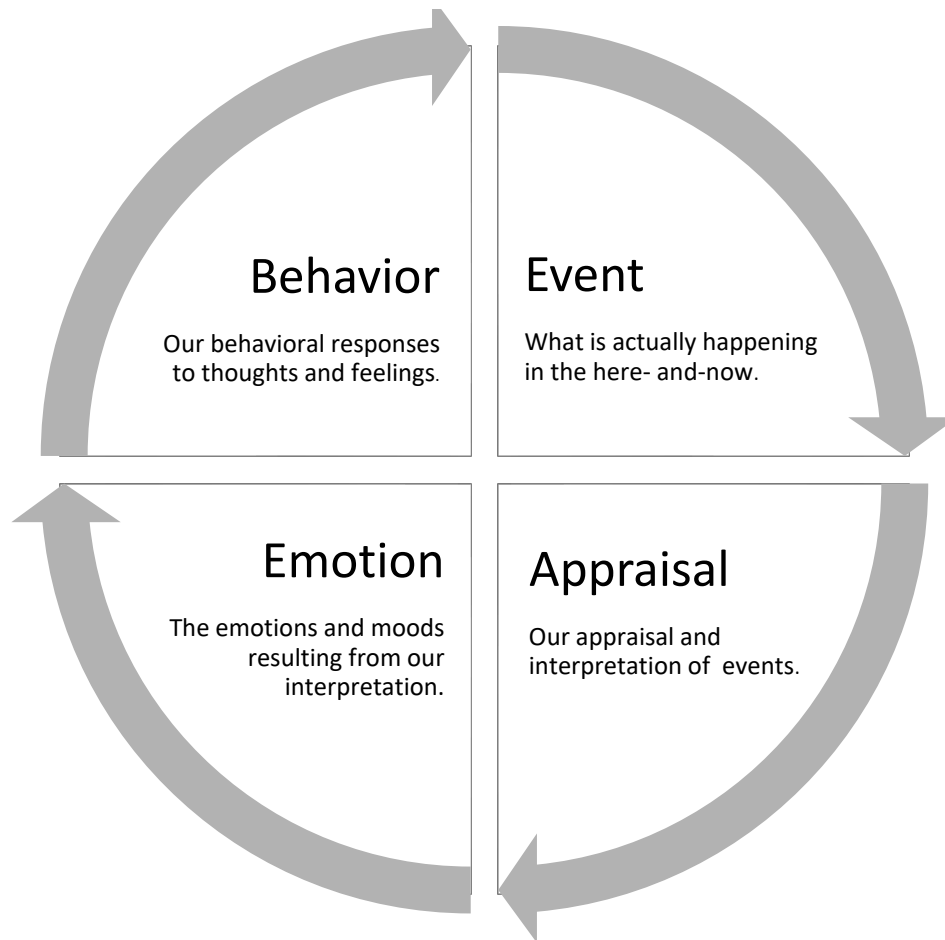 Behavior
Our behavioral responses
to thoughts and feelings.
Event
What is actually happening
in the here- and-now.
Emotion
The emotions and moods
resulting from our
interpretation.
Appraisal
Our appraisal and
interpretation of  events.